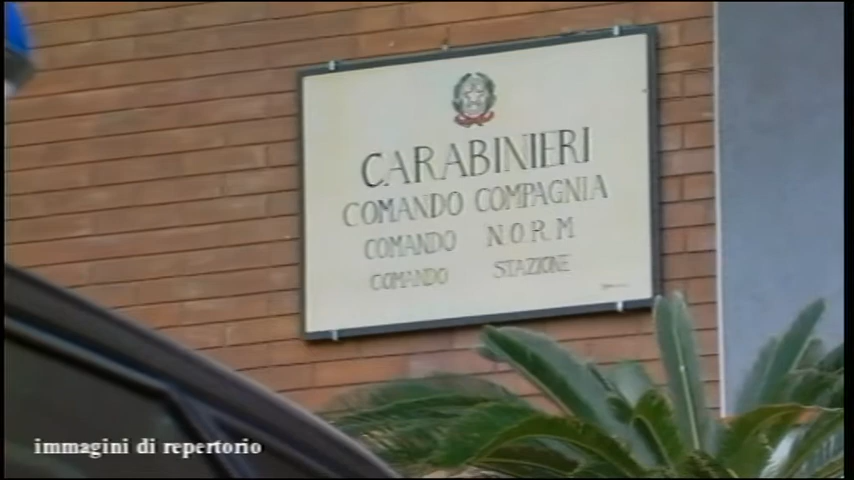 CARABINIERI
COMANDO COMPAGNIA
COMANDO N.O.R.M
COMANDO STAZIONE
immagini di repertorio